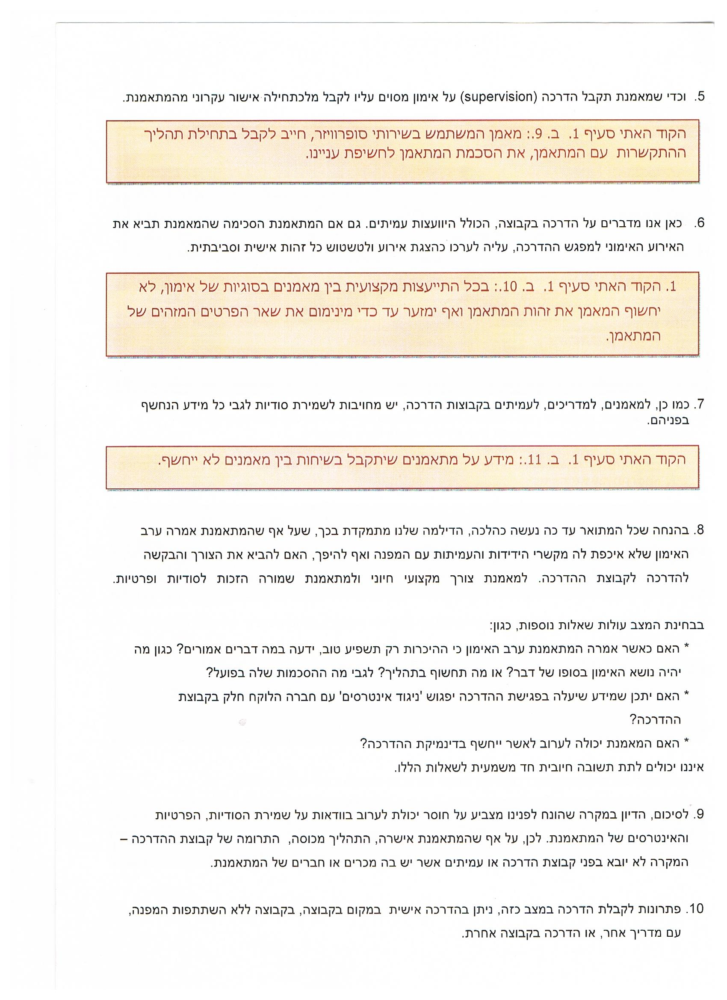 5. וכדי שמאמנת תקבל הדרכה (supervision) על אימון מסוים עליו לקבל מלכתחילה אישור עקרוני מהמתאמנת.
הקוד האתי סעיף 1. ב. 9.: מאמן המשתמש בשירותי סופרוויזר, חייב לקבל בתחילת תהליך
ההתקשרות עם המתאמן, את הסכמת המתאמן לחשיפת עניינו.
6. כאן אנו מדברים על הדרכה בקבוצה, הכולל היוועצות עמיתים. גם אם המתאמנת הסכימה שהמאמנת תביא את
האירוע האימוני למפגש ההדרכה, עליה לערכו כהצגת אירוע ולטשטוש כל זהות אישית וסביבתית.
1. הקוד האתי סעיף 1. ב. 10.: בכל התייעצות מקצועית בין מאמנים בסוגיות של אימון, לא
יחשוף המאמן את זהות המתאמן ואף ימזער עד כדי מינימום את שאר הפרטים המזהים של
המתאמן.
7. כמו כן, למאמנים, למדריכים, לעמיתים בקבוצות הדרכה, יש מחויבות לשמירת סודיות לגבי כל מידע הנחשף
בפניהם.
הקוד האתי סעיף 1. ב. 11.: מידע על מתאמנים שיתקבל בשיחות בין מאמנים לא ייחשף.
8. בהנחה שכל המתואר עד כה נעשה כהלכה, הדילמה שלנו מתמקדת בכך, שעל אף שהמתאמנת אמרה ערב
האימון שלא איכפת לה מקשרי הידידות והעמיתות עם המפנה ואף להיפך, האם להביא את הצורך והבקשה
להדרכה לקבוצת ההדרכה. למאמנת צורך מקצועי חיוני ולמתאמנת שמורה הזכות לסודיות ופרטיות.
בבחינת המצב עולות שאלות נוספות, כגון:
* האם כאשר אמרה המתאמנת ערב האימון כי ההיכרות רק תשפיע טוב, ידעה במה דברים אמורים? כגון מה
יהיה נושא האימון בסופו של דבר? או מה תחשוף בתהליך? לגבי מה ההסכמות שלה בפועל?
* האם יתכן שמידע שיעלה בפגישת ההדרכה יפגוש 'ניגוד אינטרסים' עם חברה הלוקח חלק בקבוצת
ההדרכה?
* האם המאמנת יכולה לערוב לאשר ייחשף בדינמיקת ההדרכה?
איננו יכולים לתת תשובה חיובית חד משמעית לשאלות הללו.
9. לסיכום, הדיון במקרה שהונח לפנינו מצביע על חוסר יכולת לערוב בוודאות על שמירת הסודיות, הפרטיות
והאינטרסים של המתאמנת. לכן, על אף שהמתאמנת אישרה, התהליך מכוסה, התרומה של קבוצת ההדרכה –
המקרה לא יובא בפני קבוצת הדרכה או עמיתים אשר יש בה מכרים או חברים של המתאמנת.
10. פתרונות לקבלת הדרכה במצב כזה, ניתן בהדרכה אישית במקום בקבוצה, בקבוצה ללא השתתפות המפנה,
עם מדריך אחר, או הדרכה בקבוצה אחרת.